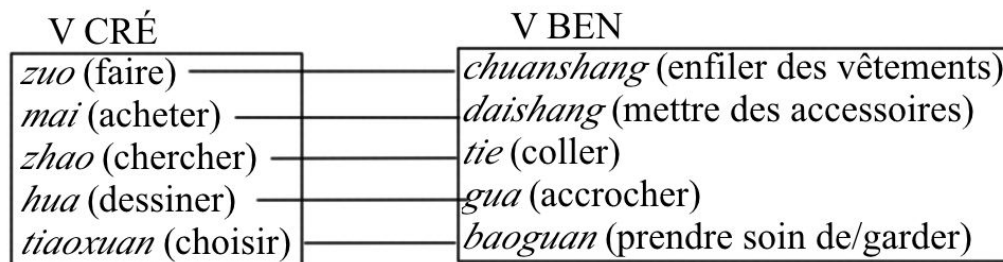 V CRÉ
zuo (faire)
mai (acheter)
zhao (chercher)
hua (dessiner)
tiaoxuan (choisir)
V BEN
chuanshang (enfiler des vêtements)
daishang (mettre des accessoires)
tie (coller)
gua (accrocher)
baoguan (prendre soin de/garder)